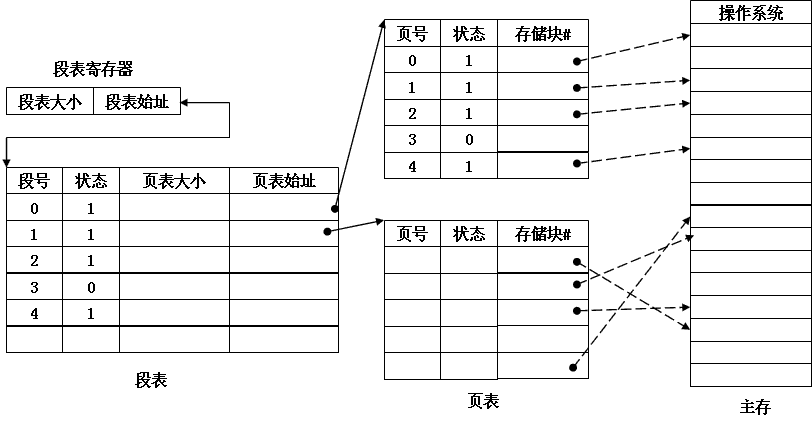 操作系统
页号 状态 存储块#
0 1
1 1
2 1
3 0
4 1
段表寄存器
段表大小 段表始址
段号 状态 页表大小 页表始址
0 1
1 1
2 1
3 0
4 1
页号 状态 存储块#
段表
页表
主存